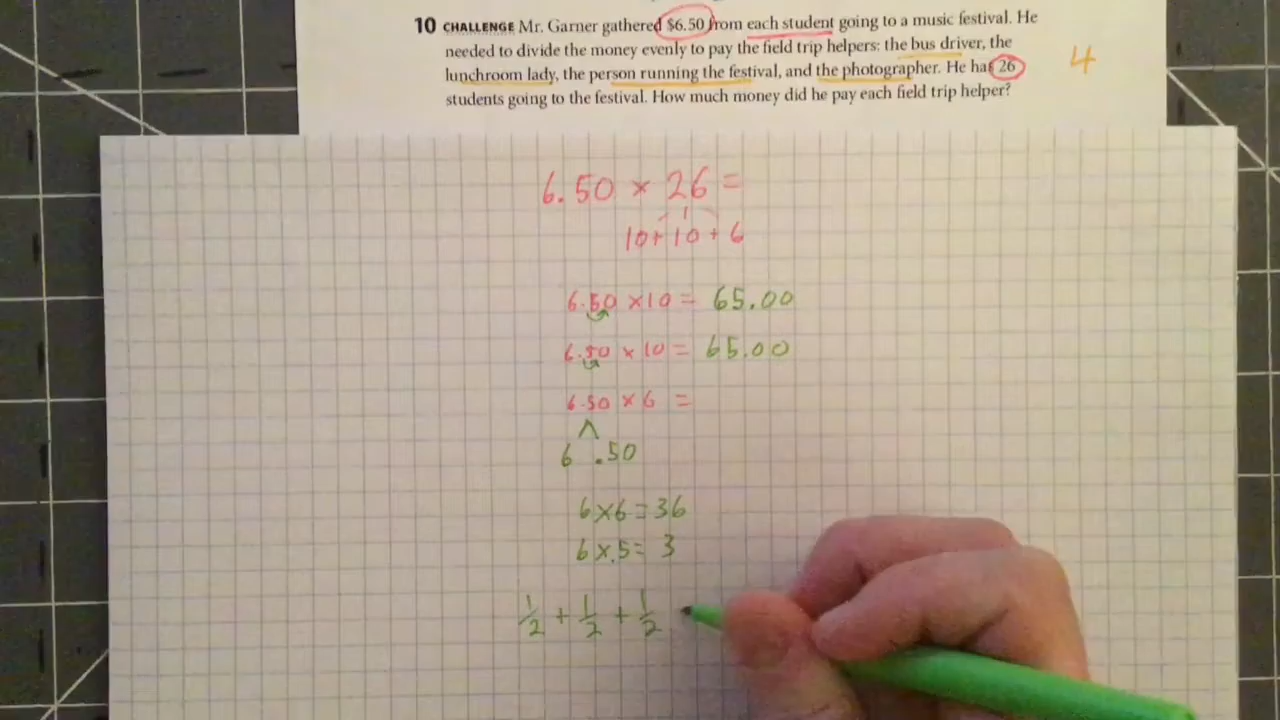 10 CHALLENGE Mr. Garner gathered $6.50 from each student going to a music festival. He
needed to divide the money evenly to pay the field trip helpers: the bus driver, the
lunchroom lady, the person running the festival, and the photographer. He has 26
students going to the festival. How much money did he pay each field trip helper?
4
6.50 × 26 =
10+10+6
6.50 × 10 = 65.00
6.50 × 10 = 65.00
6.50 × 6 =
6 .50
6×6=36
6×.5= 3
1/2 + 1/2 + 1/2